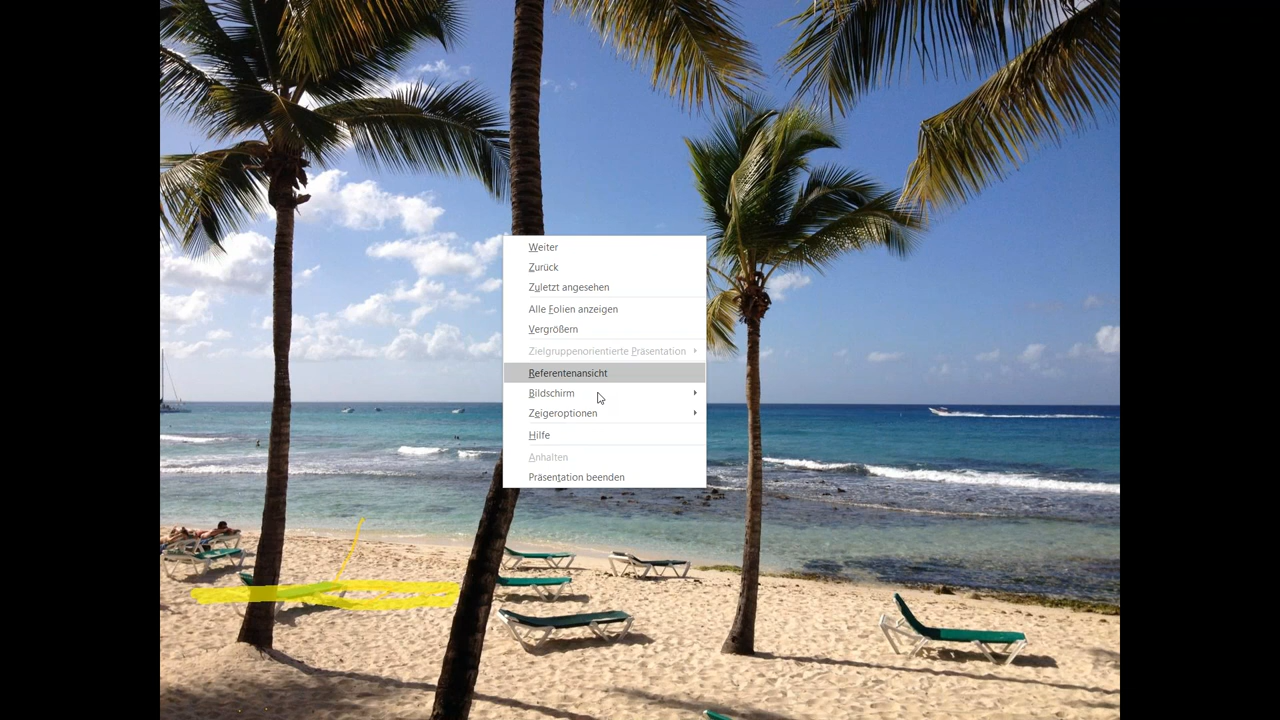 Weiter
Zurück
Zuletzt angesehen
Alle Folien anzeigen
Vergrößern
Zielgruppenorientierte Präsentation
Referentenansicht
Bildschirm
Zeigeroptionen
Hilfe
Anhalten
Präsentation beenden